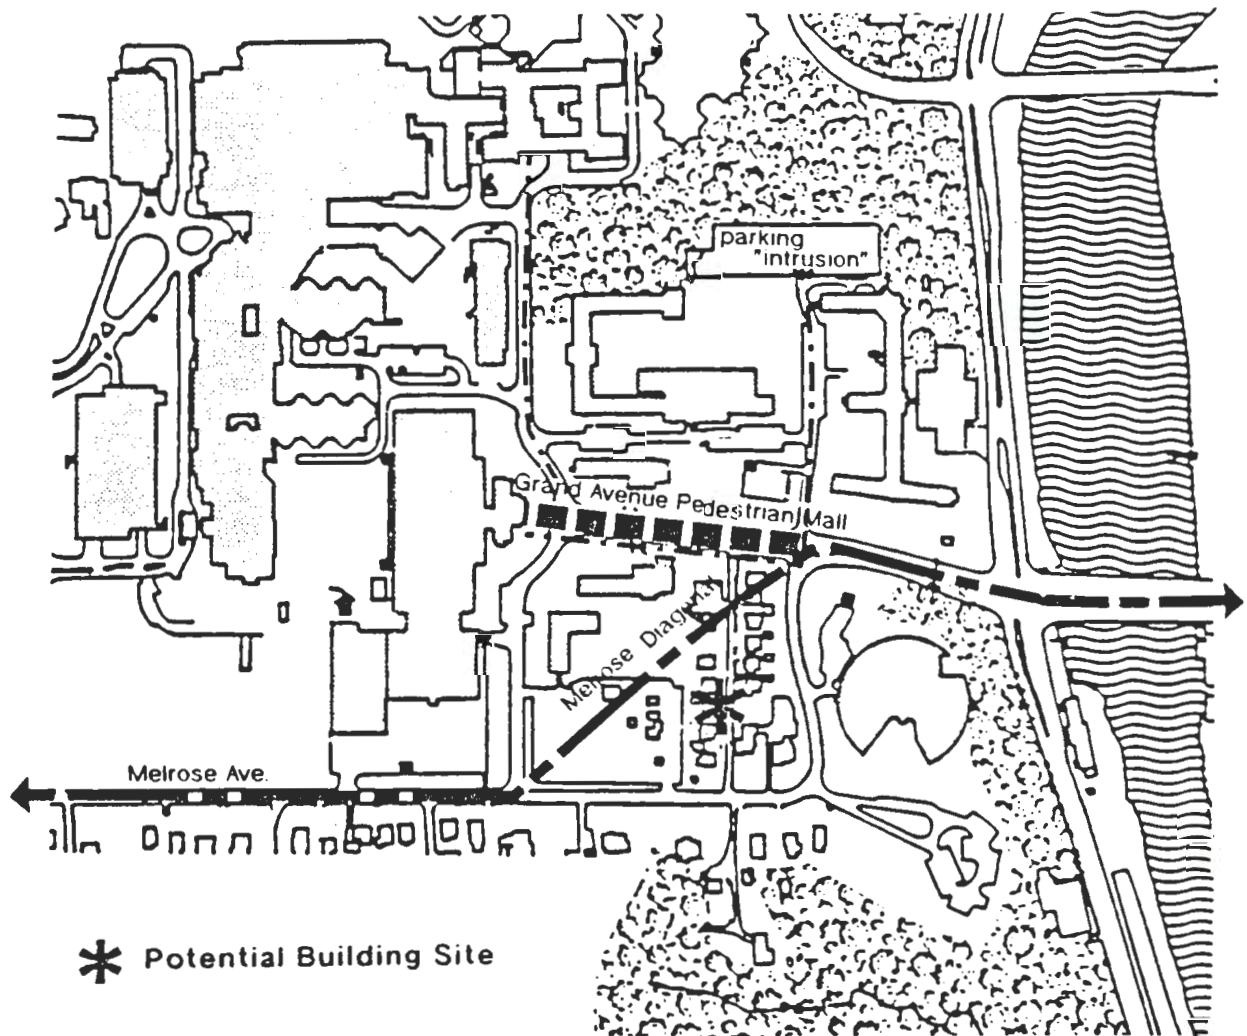 parking
"intrusion"
Grand Avenue Pedestrian Mall
Melrose Diagonal
Melrose Ave.
Potential Building Site